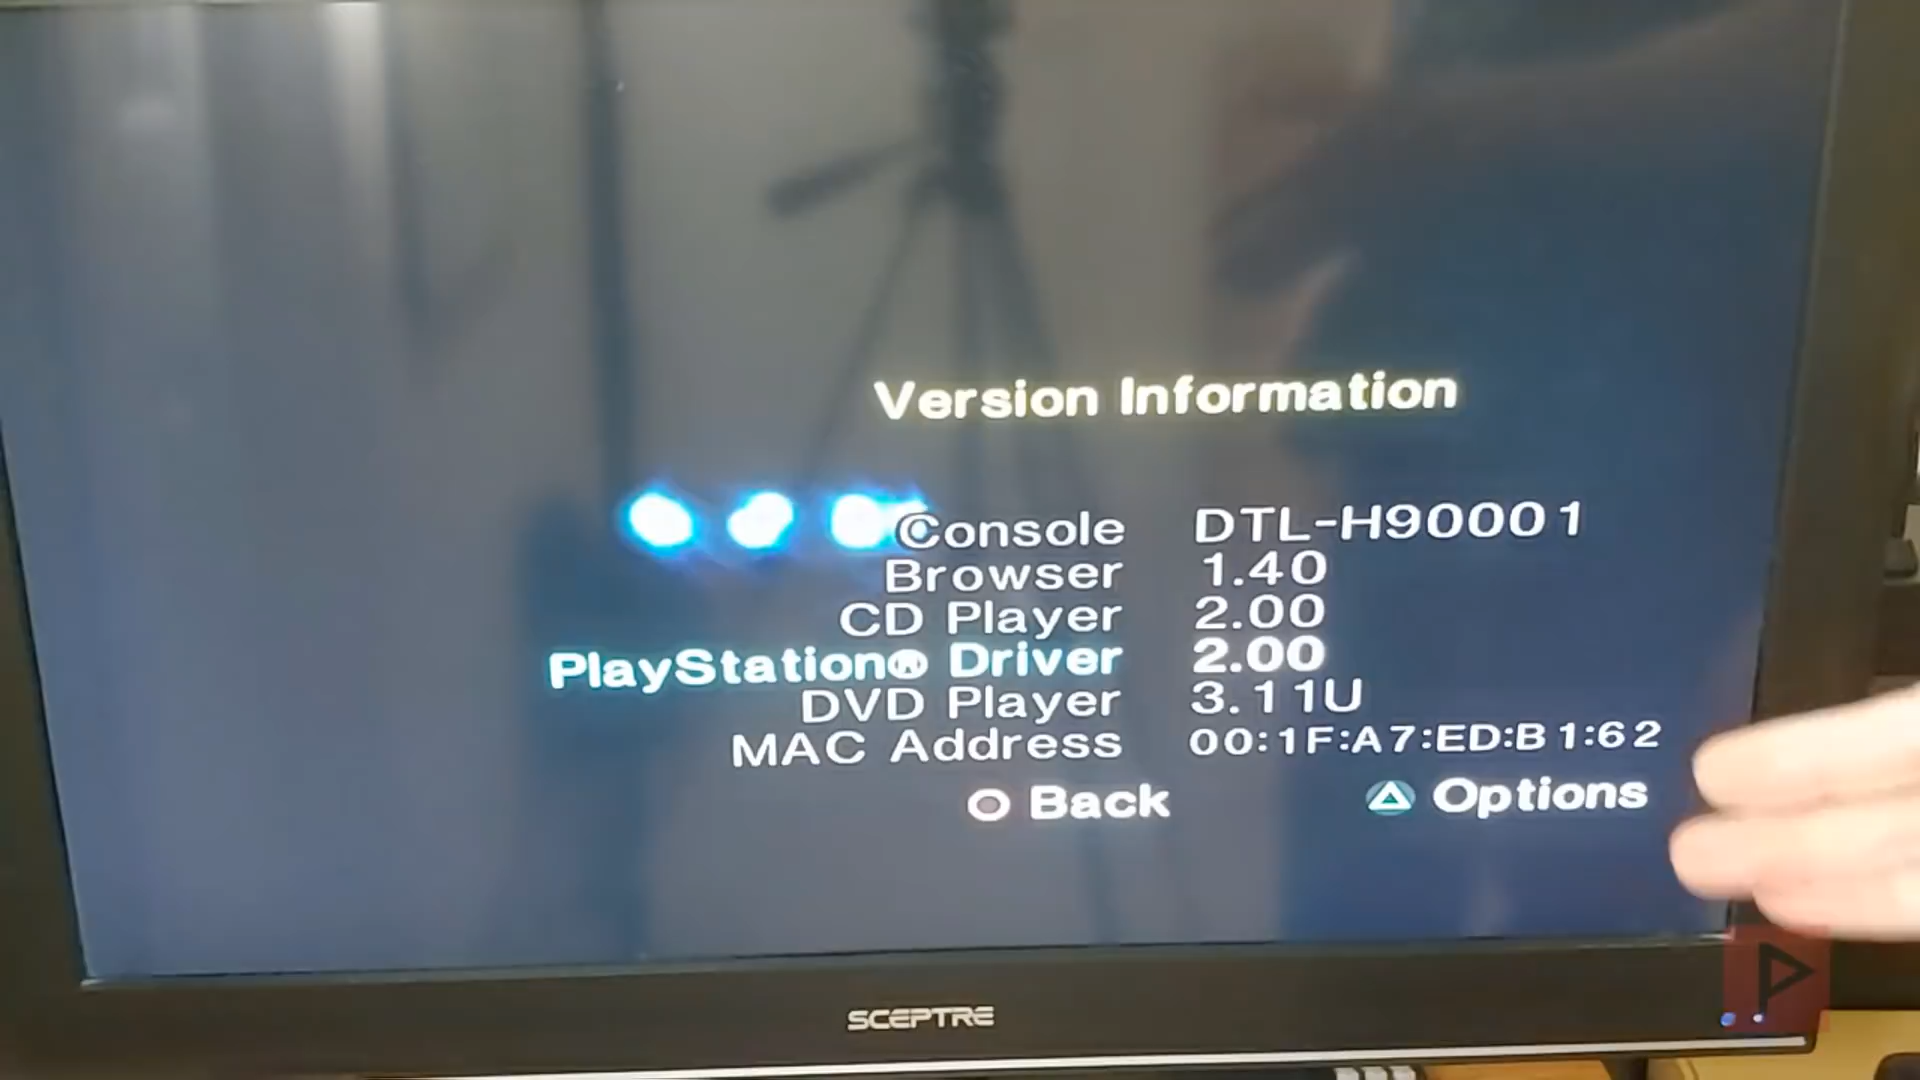 Version Information
Console DTL-H90001
Browser 1.40
CD Player 2.00
PlayStation® Driver 2.00
DVD Player 3.11U
MAC Address 00:1F:A7:ED:B1:62
Back Options
SCEPTRE
P